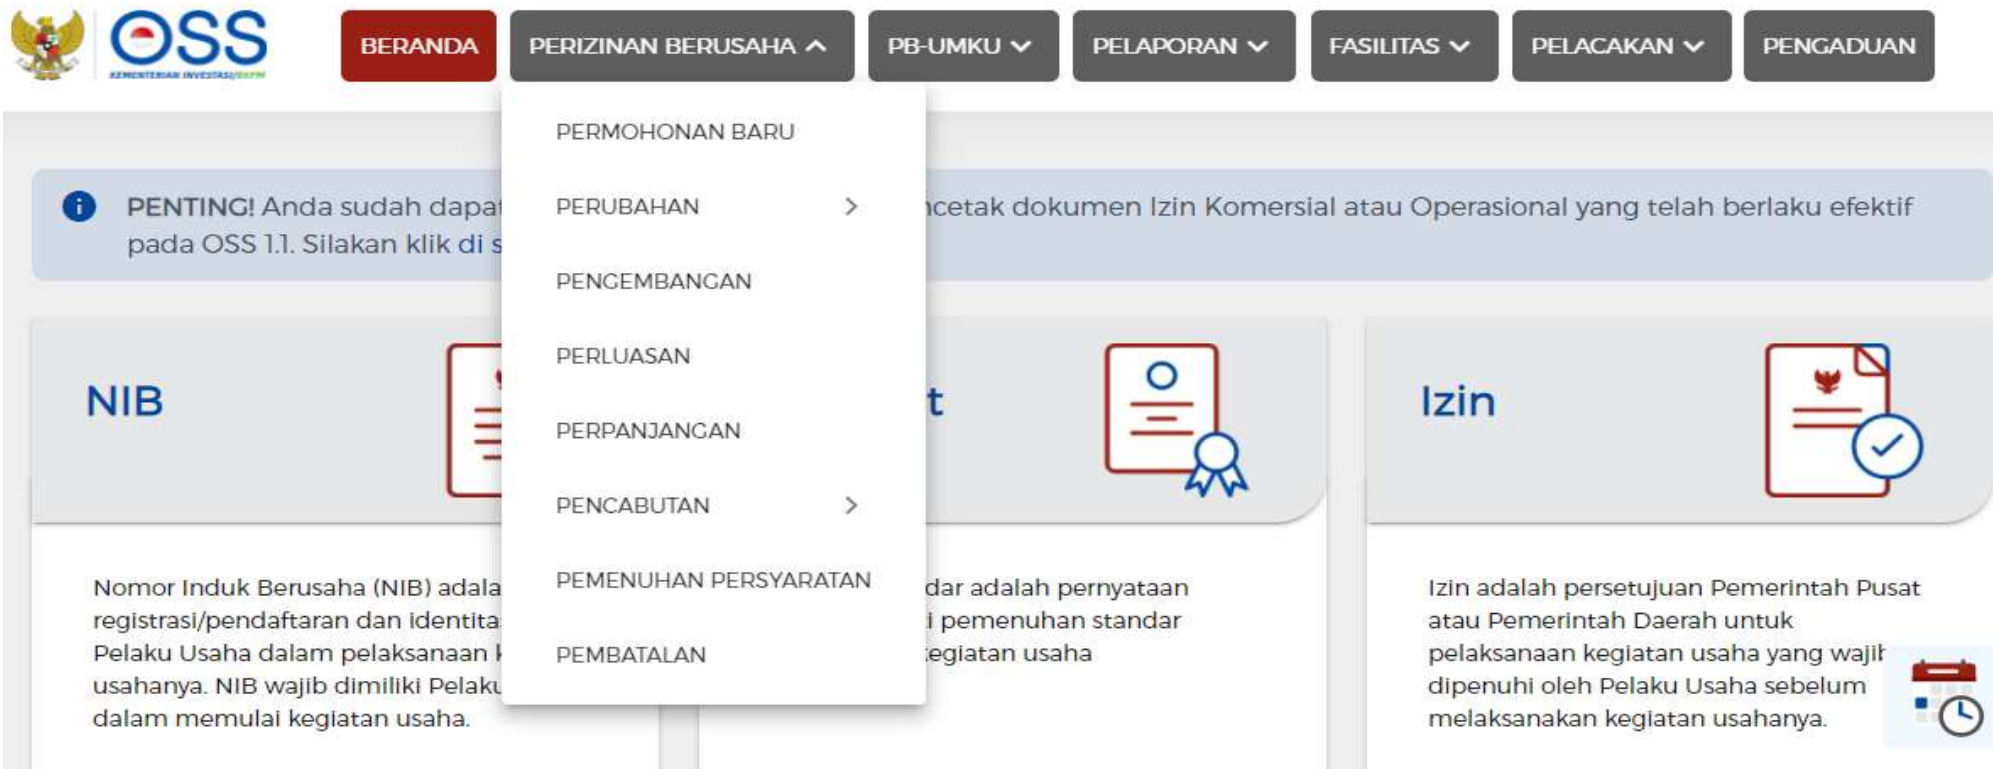 OSS
KEMENTERIAN INVESTASI/BKPM
BERANDA
PERIZINAN BERUSAHA
PB-UMKU
PELAPORAN
FASILITAS
PELACAKAN
PENGADUAN
PERMOHONAN BARU
PERUBAHAN
PENGEMBANGAN
PERLUASAN
PERPANJANGAN
PENCABUTAN
PEMENUHAN PERSYARATAN
PEMBATALAN
PENTING! Anda sudah dapat cetak dokumen Izin Komersial atau Operasional yang telah berlaku efektif
pada OSS 1.1. Silakan klik di s
NIB
Nomor Induk Berusaha (NIB) adala
registrasi/pendaftaran dan identita
Pelaku Usaha dalam pelaksanaan k
usahanya. NIB wajib dimiliki Pelaku
dalam memulai kegiatan usaha.
t
dar adalah pernyataan
i pemenuhan standar
egiatan usaha
Izin
Izin adalah persetujuan Pemerintah Pusat
atau Pemerintah Daerah untuk
pelaksanaan kegiatan usaha yang wajib
dipenuhi oleh Pelaku Usaha sebelum
melaksanakan kegiatan usahanya.